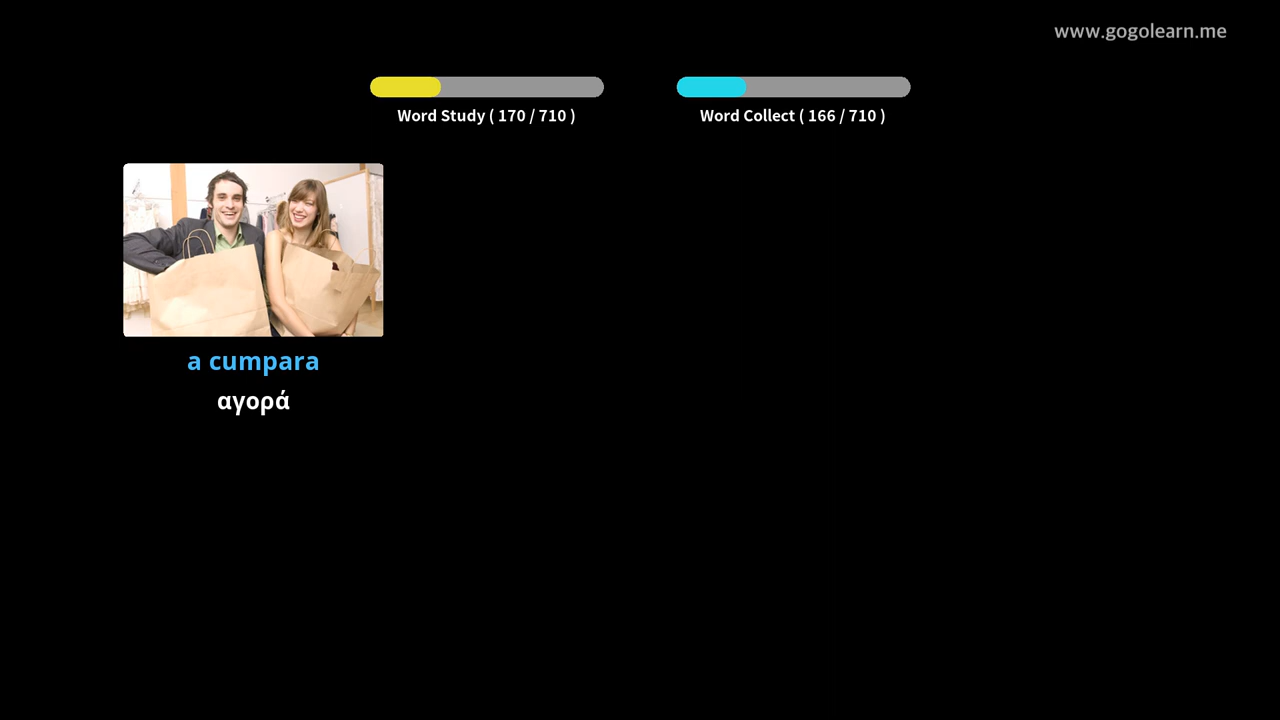 www.gogolearn.me
Word Study ( 170 / 710 )
Word Collect ( 166 / 710 )
a cumpara
αγορά